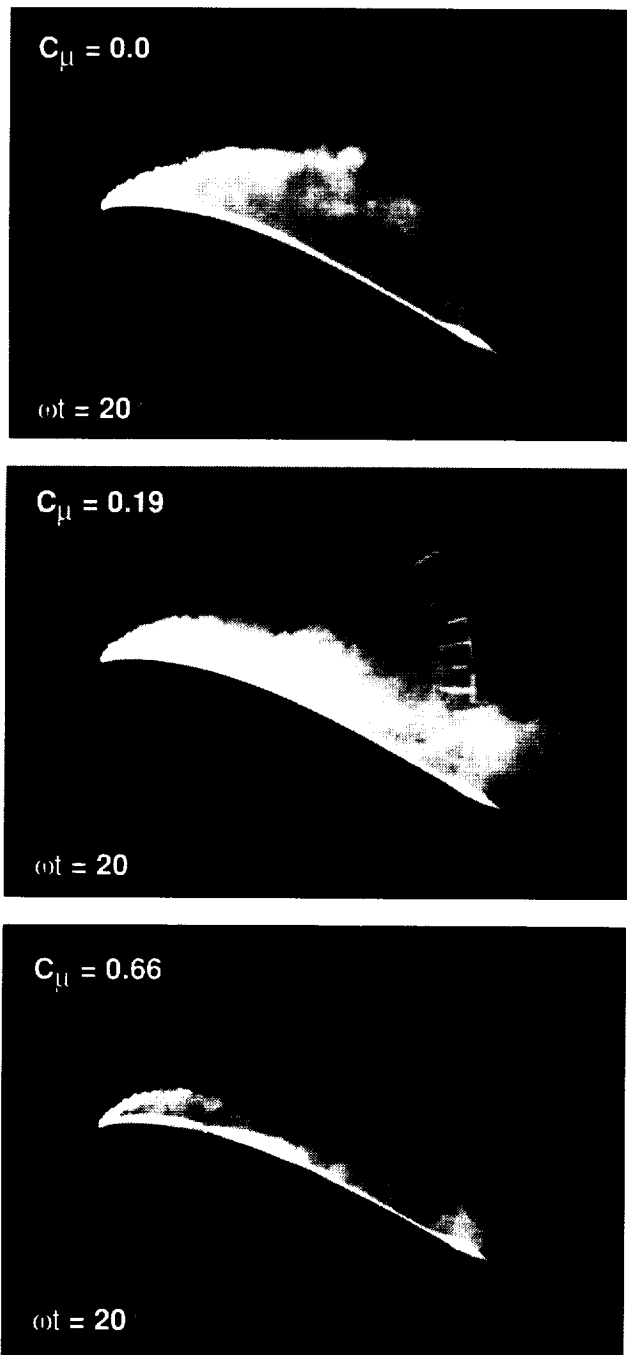 Cμ = 0.0
ωt = 20
Cμ = 0.19
ωt = 20
Cμ = 0.66
ωt = 20